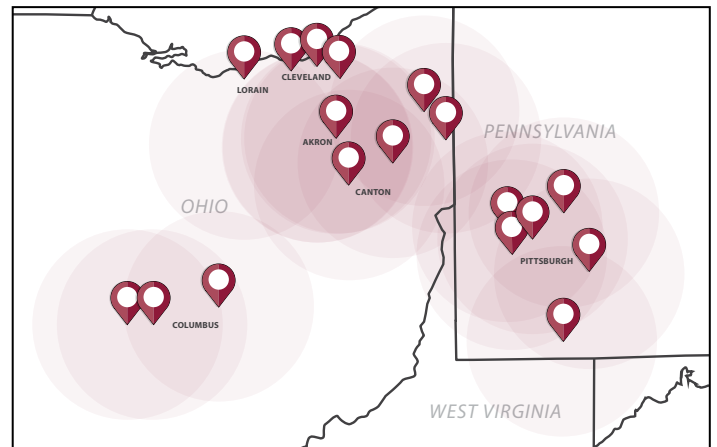 LORAIN
CLEVELAND
AKRON
PENNSYLVANIA
CANTON
OHIO
PITTSBURGH
COLUMBUS
WEST VIRGINIA